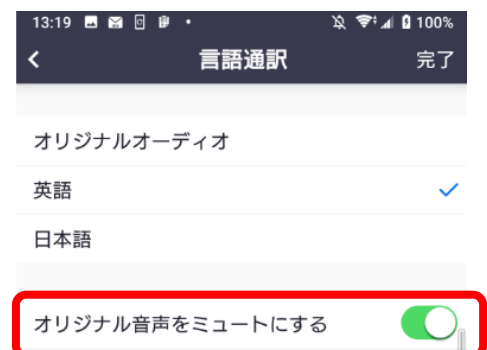 13:19 100%
言語通訳 完了
オリジナルオーディオ
英語
日本語
オリジナル音声をミュートにする